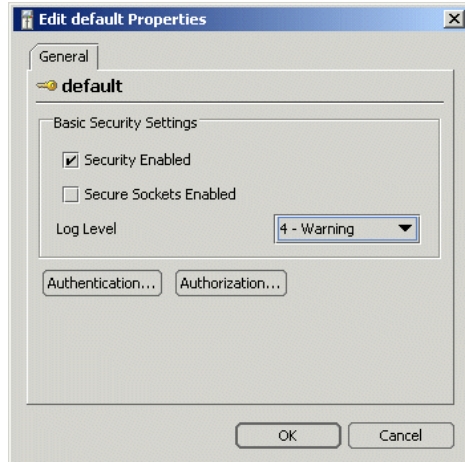 Edit default Properties
General
default
Basic Security Settings
Security Enabled
Secure Sockets Enabled
Log Level 4 - Warning
Authentication... Authorization...
OK Cancel